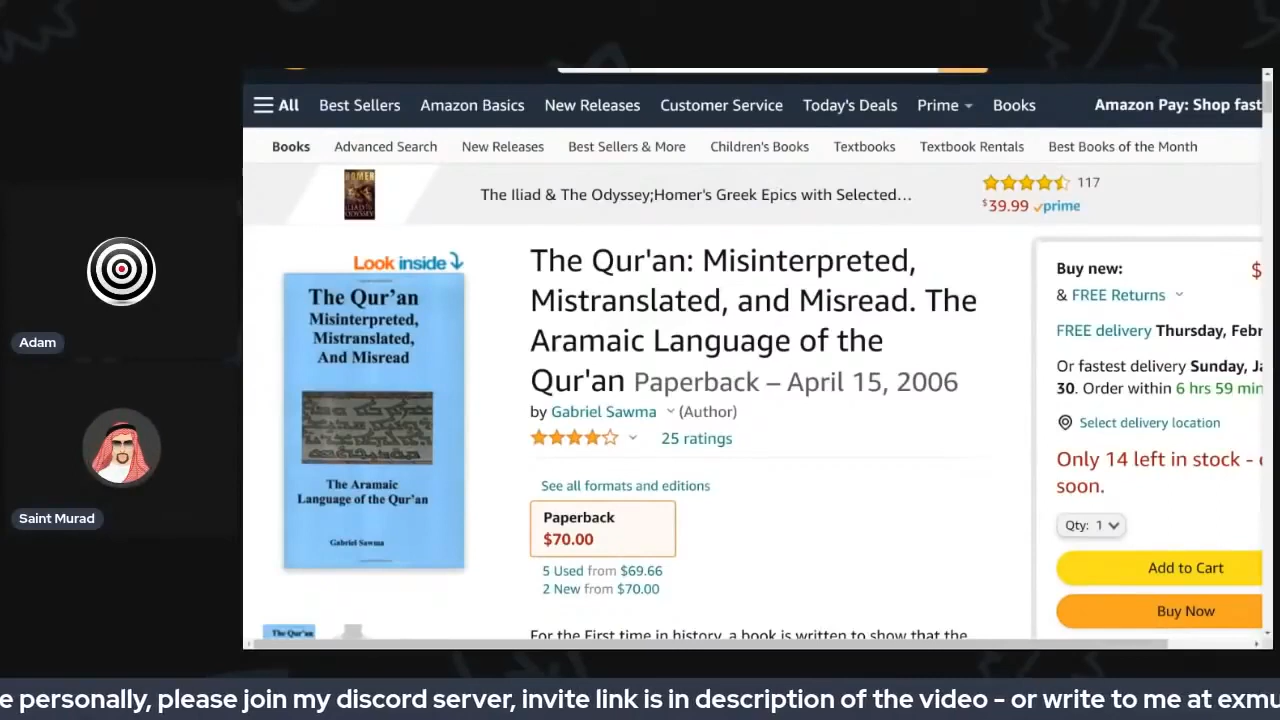 All Best Sellers Amazon Basics New Releases Customer Service Today's Deals Prime Books Amazon Pay: Shop fast
Books Advanced Search New Releases Best Sellers & More Children's Books Textbooks Textbook Rentals Best Books of the Month
The Iliad & The Odyssey;Homer's Greek Epics with Selected...
117
$39.99 prime
Adam
Saint Murad
Look inside
The Qur'an
Misinterpreted,
Mistranslated,
And Misread
The Aramaic
Language of the Qur'an
Gabriel Sawma
The Qur'an
The Qur'an: Misinterpreted,
Mistranslated, and Misread. The
Aramaic Language of the
Qur'an Paperback – April 15, 2006
by Gabriel Sawma (Author)
25 ratings
See all formats and editions
Paperback
$70.00
5 Used from $69.66
2 New from $70.00
For the First time in history, a book is written to show that the
Buy new: $
& FREE Returns
FREE delivery Thursday, Febr
Or fastest delivery Sunday, Ja
30. Order within 6 hrs 59 min
Select delivery location
Only 14 left in stock -
soon.
Qty: 1
Add to Cart
Buy Now
e personally, please join my discord server, invite link is in description of the video - or write to me at exmu